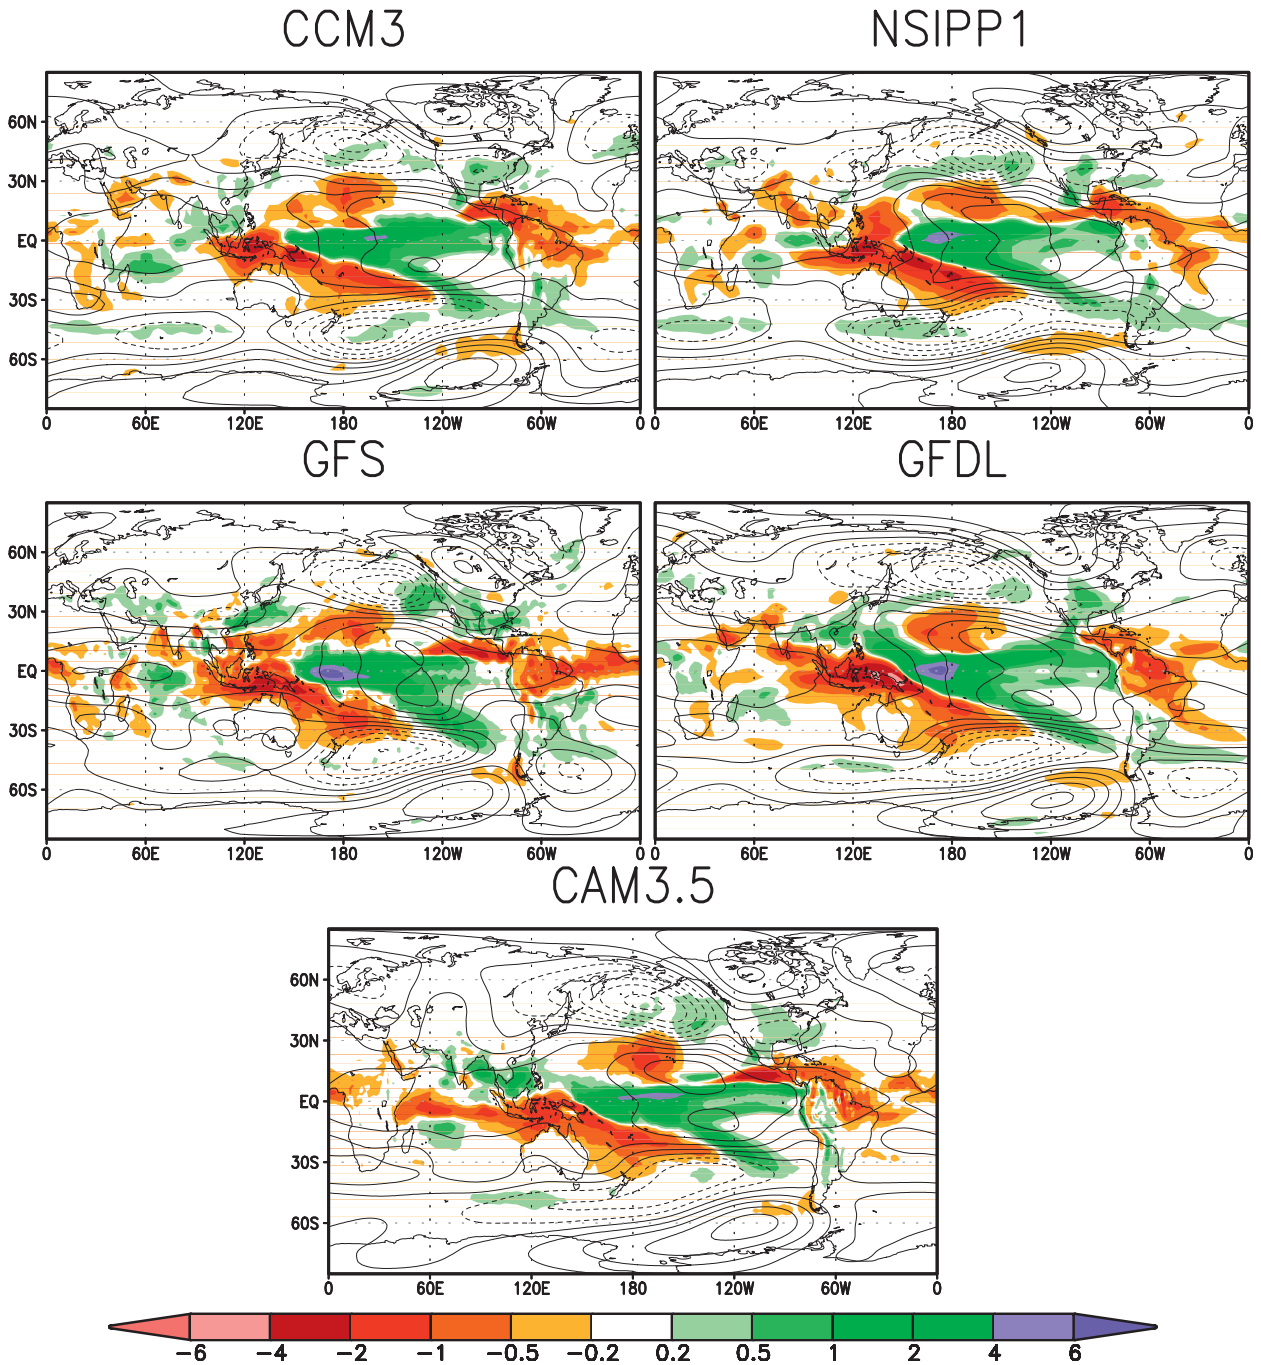 CCM3 NSIPP1
60N
30N
EQ
30S
60S
0 60E 120E 180 120W 60W 0 0 60E 120E 180 120W 60W 0
GFS GFDL
60N
30N
EQ
30S
60S
0 60E 120E 180 120W 60W 0 0 60E 120E 180 120W 60W 0
CAM3.5
60N
30N
EQ
30S
60S
0 60E 120E 180 120W 60W 0
-6 -4 -2 -1 -0.5 -0.2 0.2 0.5 1 2 4 6